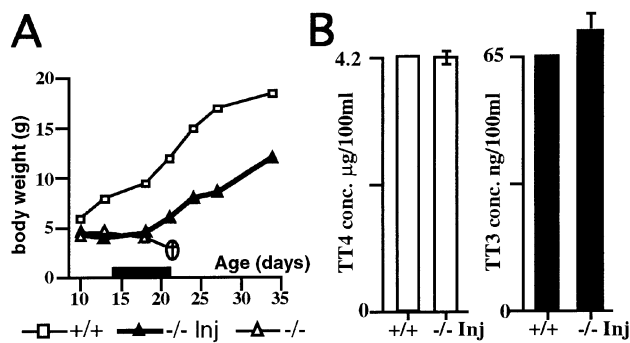 A
body weight (g)
20
15
10
5
0
Age (days)
10 15 20 25 30 35
+/+ -/- Inj -/-
B
TT4 conc. µg/100ml
4.2
0
+/+ -/- Inj
TT3 conc. ng/100ml
65
0
+/+ -/- Inj